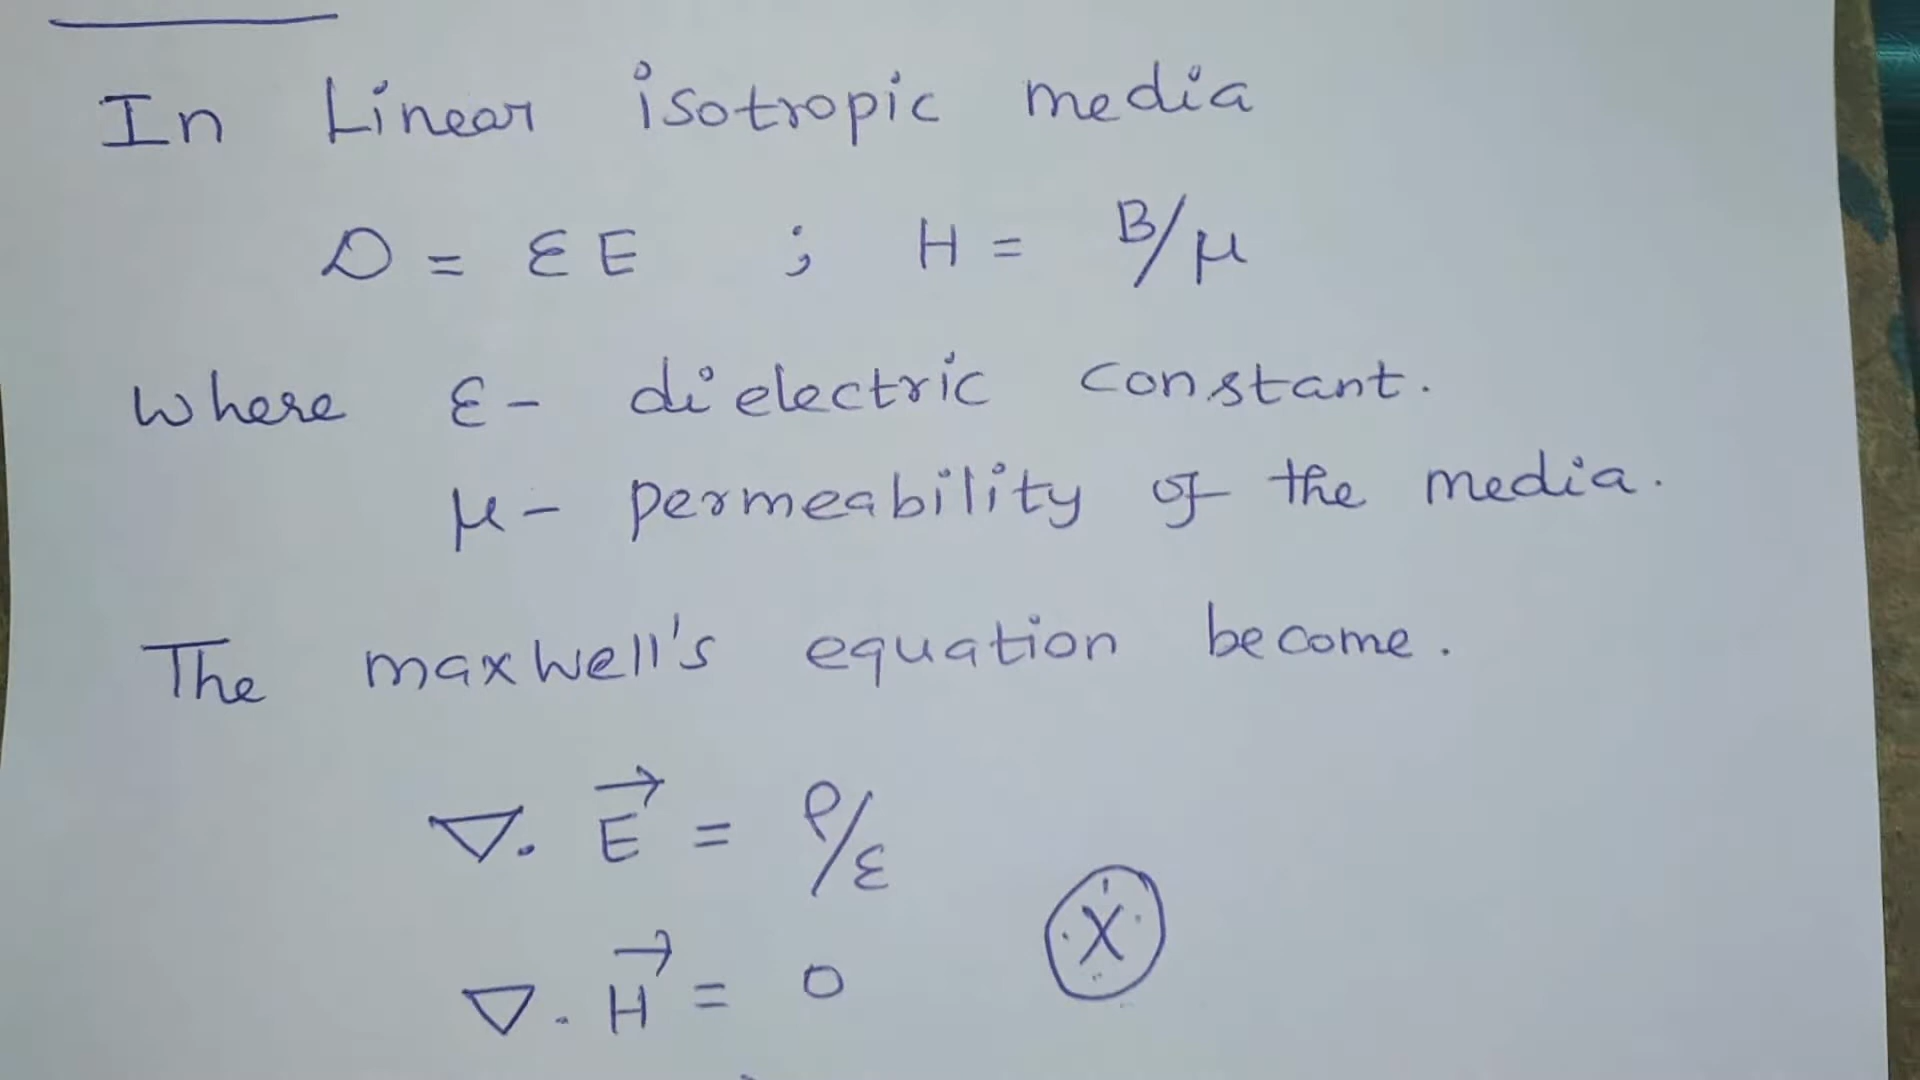 In Linear isotropic media
D = εE ; H = B/μ
Where ε - dielectric constant.
μ - permeability of the media.
The maxwell's equation become.
∇. E⃗ = ρ/ε
∇. H⃗ = 0
X